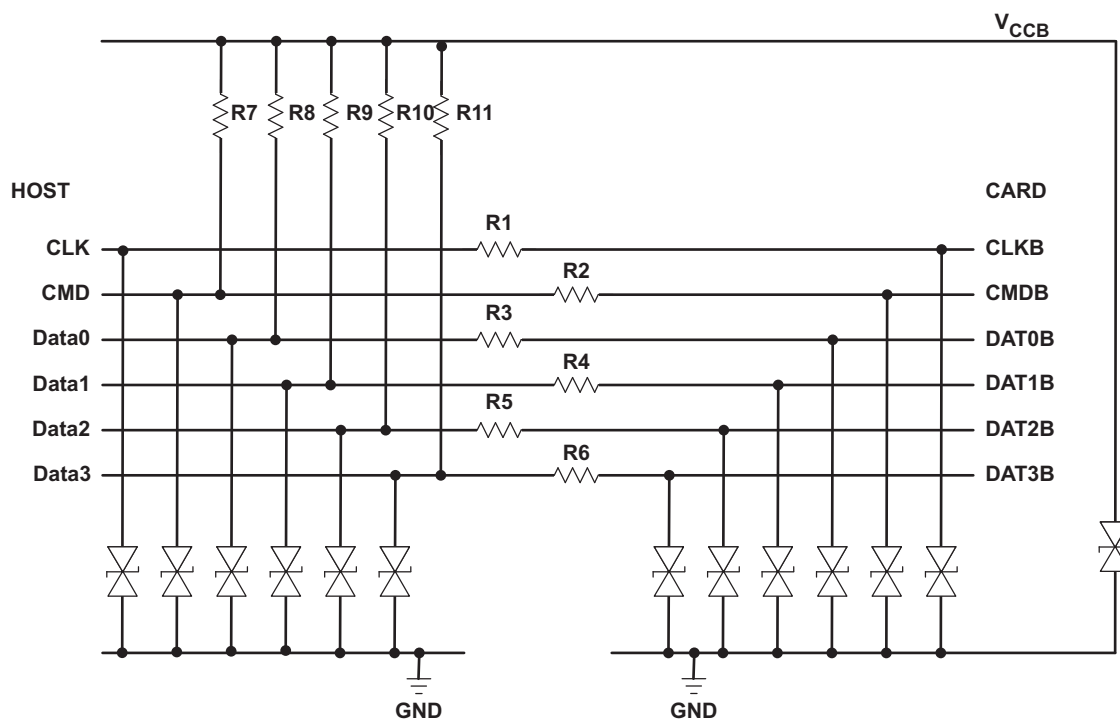 VCCB
R7 R8 R9 R10 R11
HOST CARD
R1
CLK CLKB
R2
CMD CMDB
R3
Data0 DAT0B
R4
Data1 DAT1B
R5
Data2 DAT2B
R6
Data3 DAT3B
GND GND